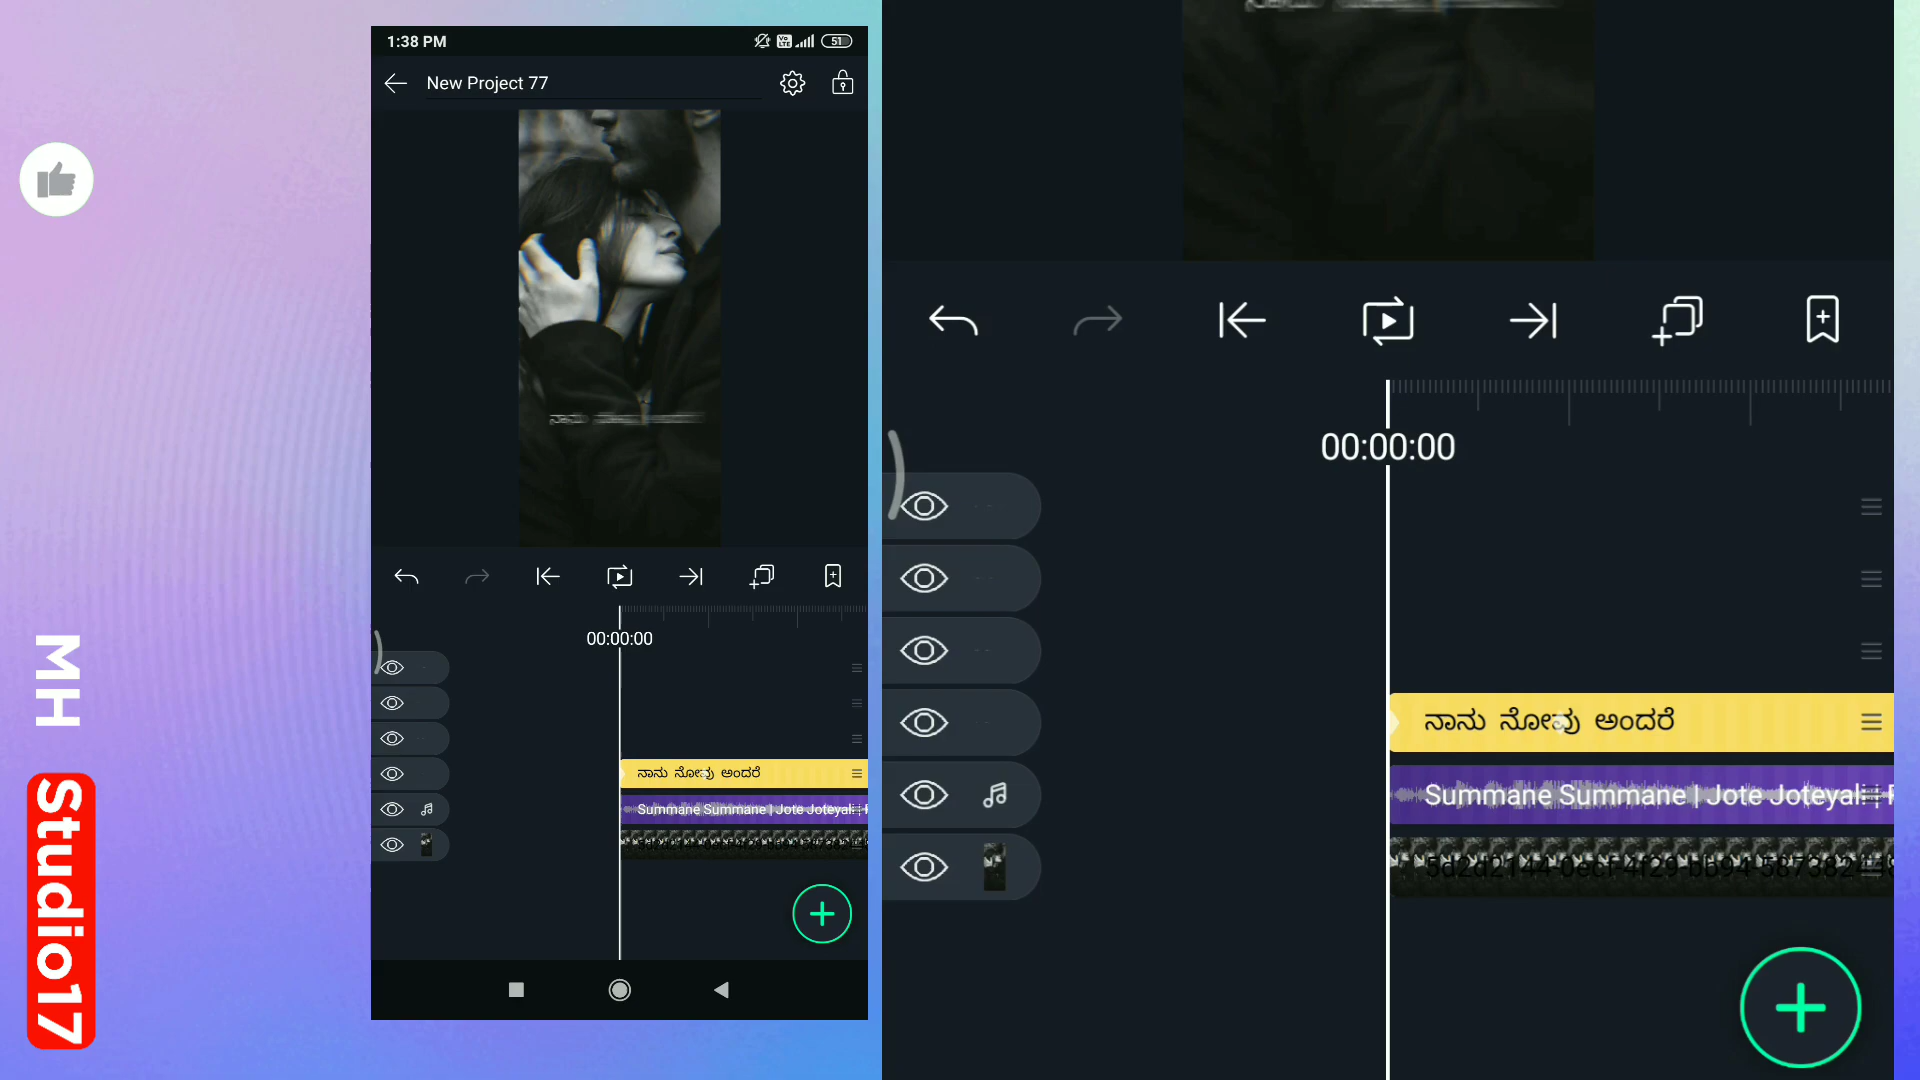 MH
Studio17
1:38 PM
51
New Project 77
00:00:00
ನಾನು ನೋವು ಅಂದರೆ
Summane Summane | Jote Joteyali
00:00:00
ನಾನು ನೋವು ಅಂದರೆ
Summane Summane | Jote Joteyali